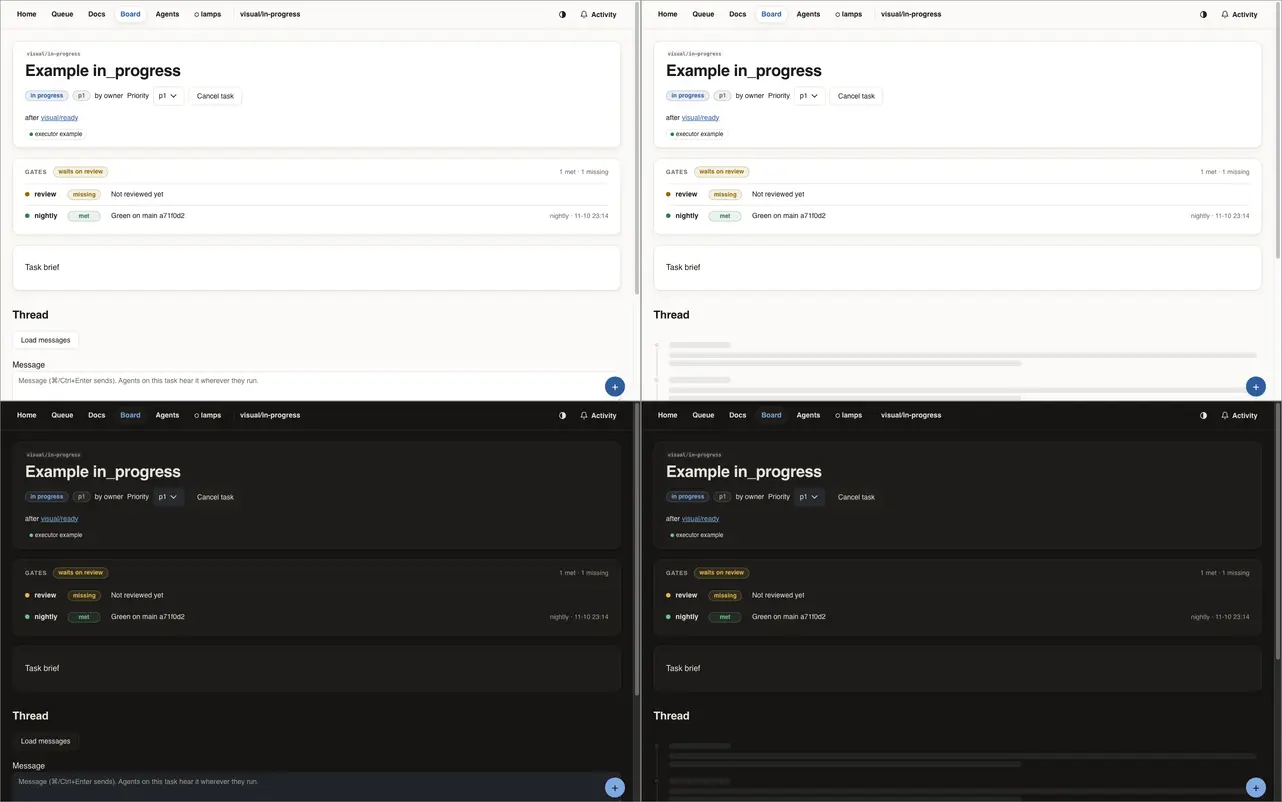 Home Queue Docs Board Agents lamps visual/in-progress Activity
visual/in-progress
Example in_progress
in progress p1 by owner Priority p1 Cancel task
after visual/ready
executor example
GATES waits on review 1 met · 1 missing
review missing Not reviewed yet
nightly met Green on main a71f0d2 nightly · 11-10 23:14
Task brief
Thread
Load messages
Message
Message (⌘/Ctrl+Enter sends). Agents on this task hear it wherever they run.
+
Home Queue Docs Board Agents lamps visual/in-progress Activity
visual/in-progress
Example in_progress
in progress p1 by owner Priority p1 Cancel task
after visual/ready
executor example
GATES waits on review 1 met · 1 missing
review missing Not reviewed yet
nightly met Green on main a71f0d2 nightly · 11-10 23:14
Task brief
Thread
+
Home Queue Docs Board Agents lamps visual/in-progress Activity
visual/in-progress
Example in_progress
in progress p1 by owner Priority p1 Cancel task
after visual/ready
executor example
GATES waits on review 1 met · 1 missing
review missing Not reviewed yet
nightly met Green on main a71f0d2 nightly · 11-10 23:14
Task brief
Thread
Load messages
Message
Message (⌘/Ctrl+Enter sends). Agents on this task hear it wherever they run.
+
Home Queue Docs Board Agents lamps visual/in-progress Activity
visual/in-progress
Example in_progress
in progress p1 by owner Priority p1 Cancel task
after visual/ready
executor example
GATES waits on review 1 met · 1 missing
review missing Not reviewed yet
nightly met Green on main a71f0d2 nightly · 11-10 23:14
Task brief
Thread
+